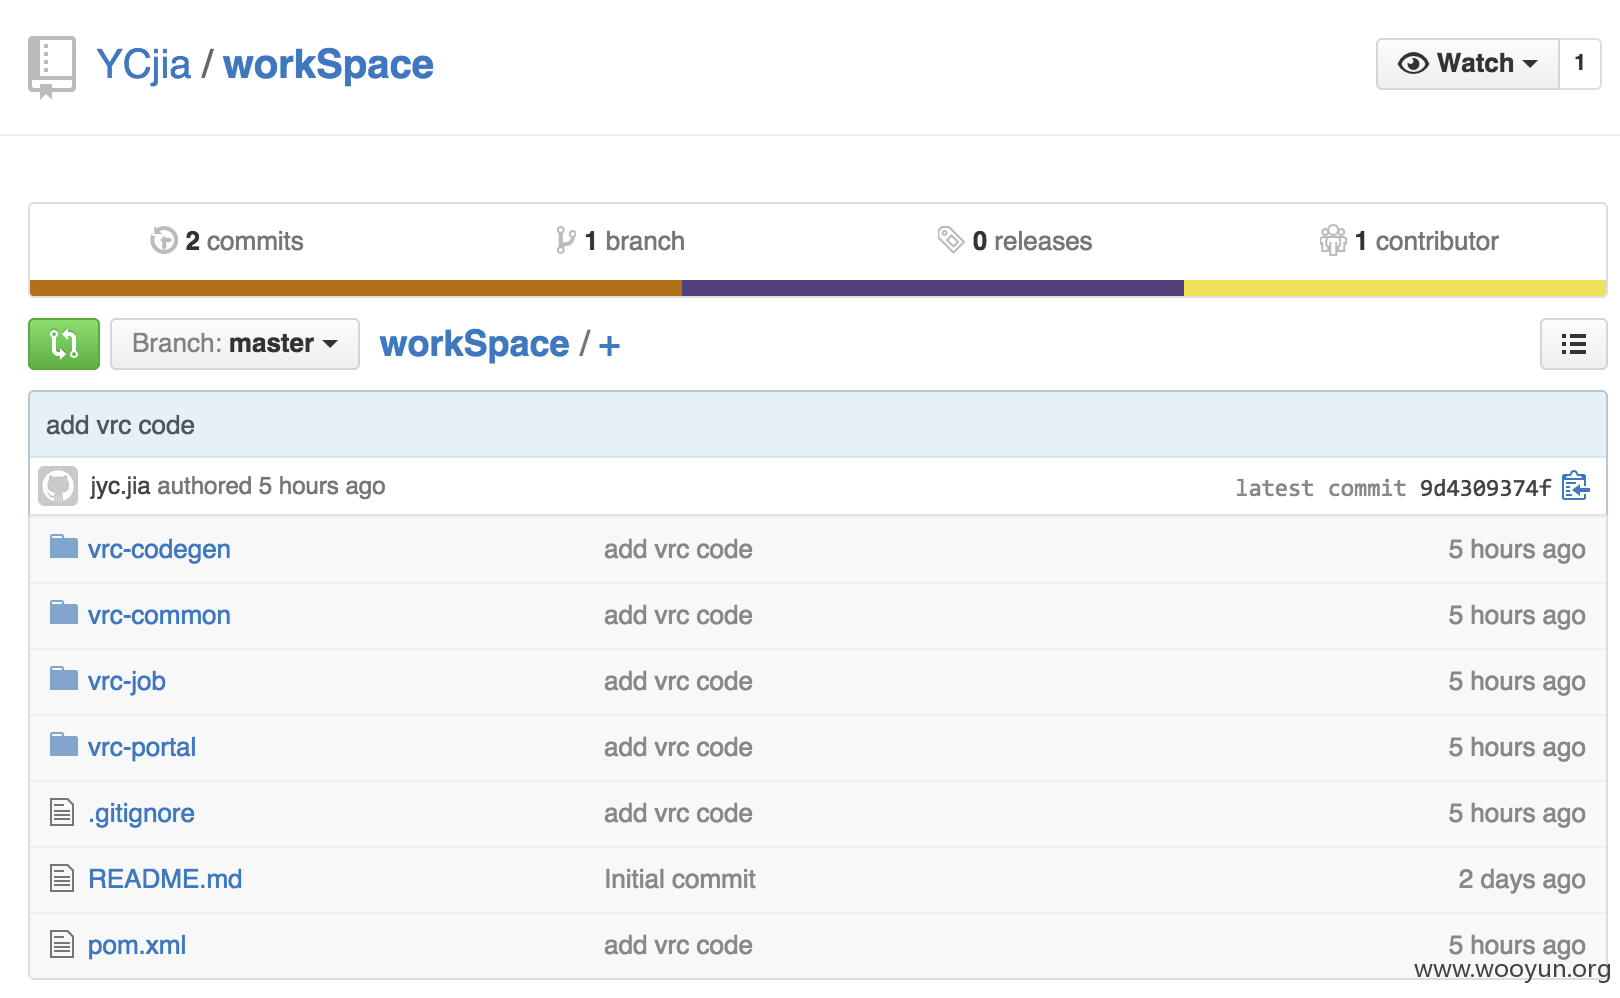 YCjia / workSpace
Watch 1
2 commits 1 branch 0 releases 1 contributor
Branch: master workSpace / +
add vrc code
jyc.jia authored 5 hours ago latest commit 9d4309374f
vrc-codegen add vrc code 5 hours ago
vrc-common add vrc code 5 hours ago
vrc-job add vrc code 5 hours ago
vrc-portal add vrc code 5 hours ago
.gitignore add vrc code 5 hours ago
README.md Initial commit 2 days ago
pom.xml add vrc code 5 hours ago
www.wooyun.org